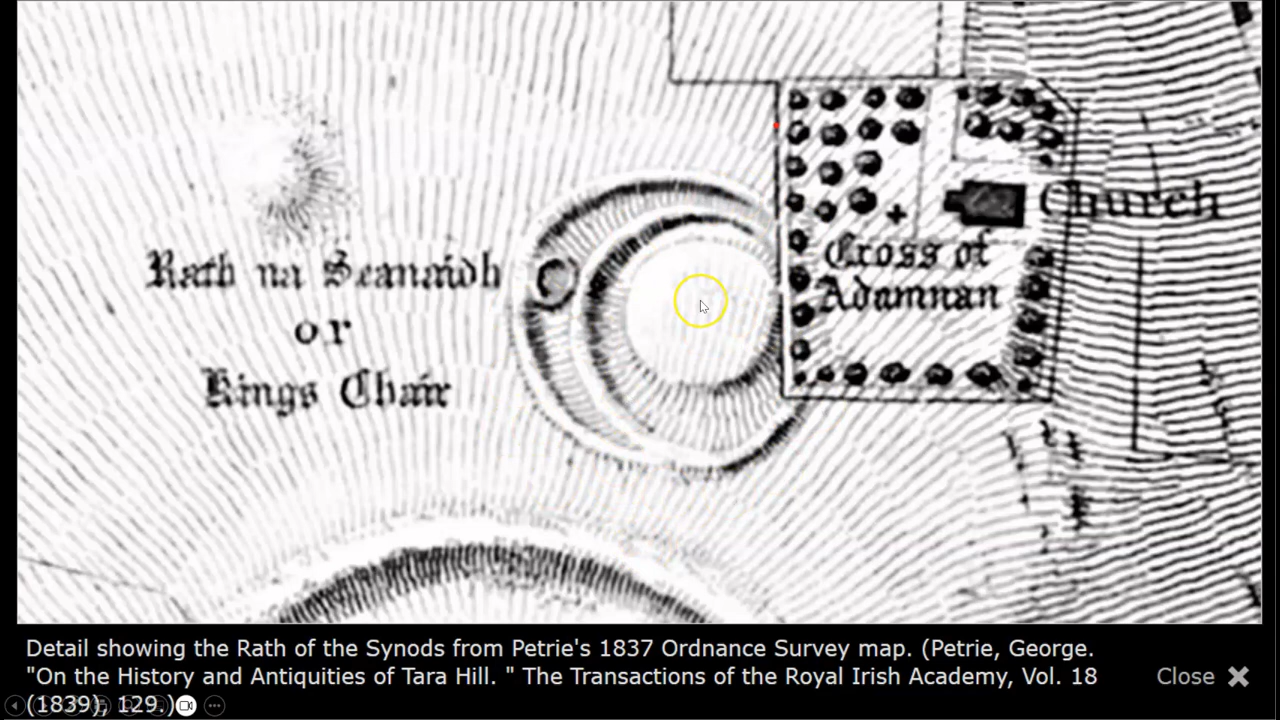 Church
Cross of
Adamnan
Rath na Seanaidh
or
Kings Chair
Detail showing the Rath of the Synods from Petrie's 1837 Ordnance Survey map. (Petrie, George.
"On the History and Antiquities of Tara Hill. " The Transactions of the Royal Irish Academy, Vol. 18
(1839), 129.)
Close